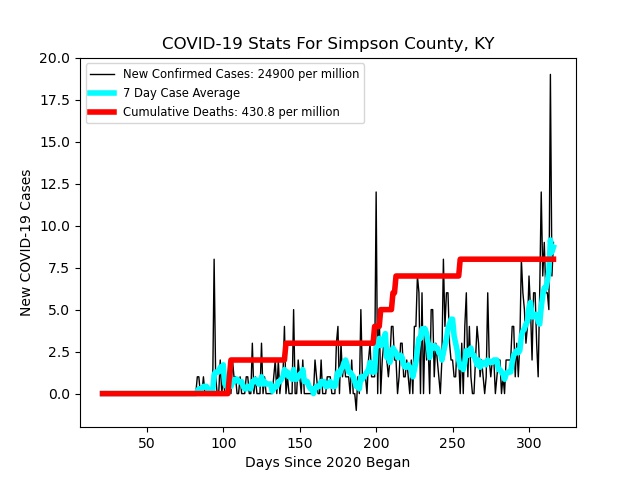 COVID-19 Stats For Simpson County, KY
New Confirmed Cases: 24900 per million
7 Day Case Average
Cumulative Deaths: 430.8 per million
New COVID-19 Cases
20.0
17.5
15.0
12.5
10.0
7.5
5.0
2.5
0.0
50 100 150 200 250 300
Days Since 2020 Began